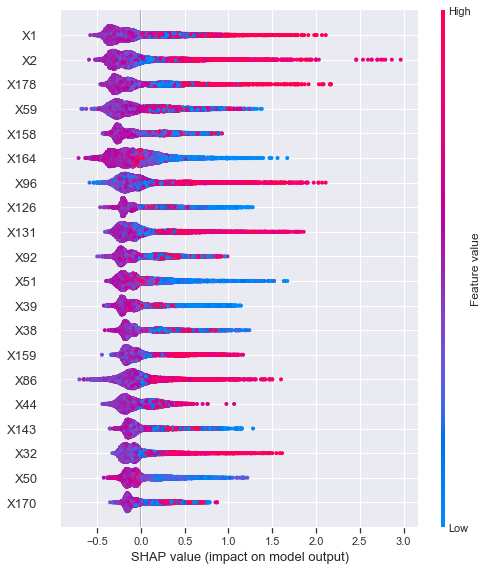 High
X1
X2
X178
X59
X158
X164
X96
X126
X131
X92
X51
X39
X38
X159
X86
X44
X143
X32
X50
X170
Feature value
Low
−0.5 0.0 0.5 1.0 1.5 2.0 2.5 3.0
SHAP value (impact on model output)